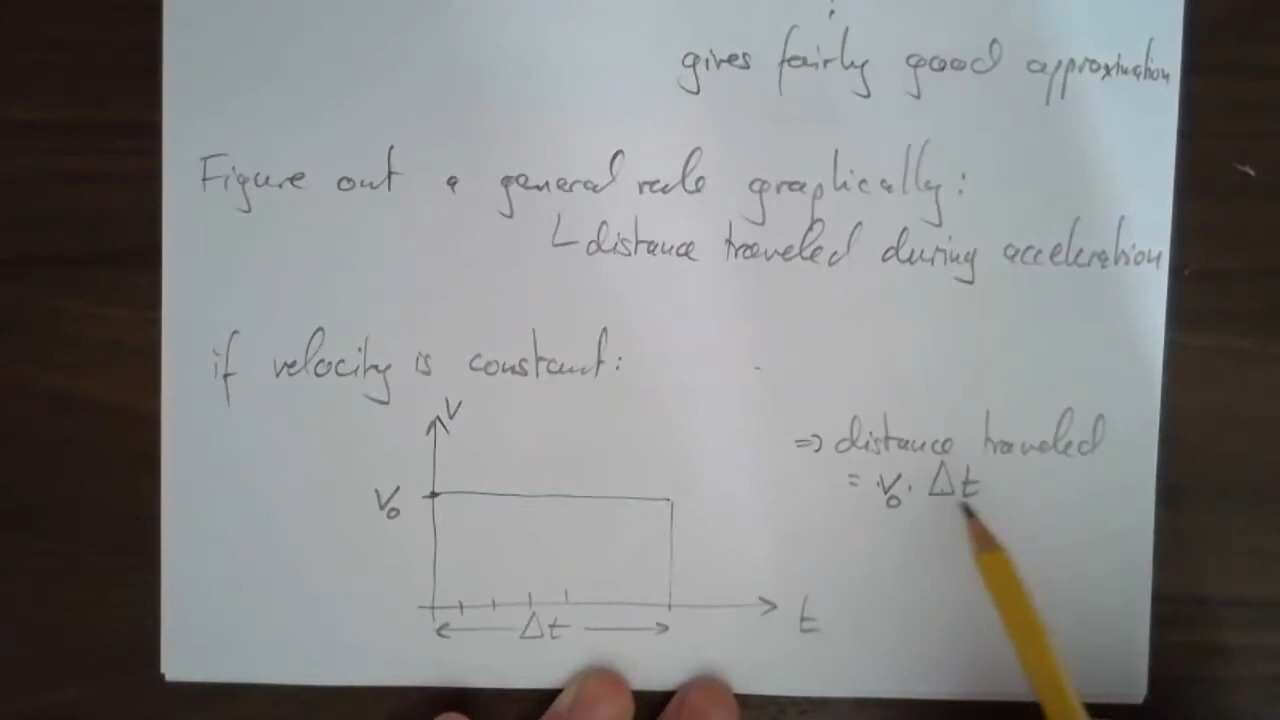 gives fairly good approximation
Figure out a general rule graphically:
distance traveled during acceleration
if velocity is constant:
V
V₀
Δt
t
=> distance traveled
= V₀ · Δt